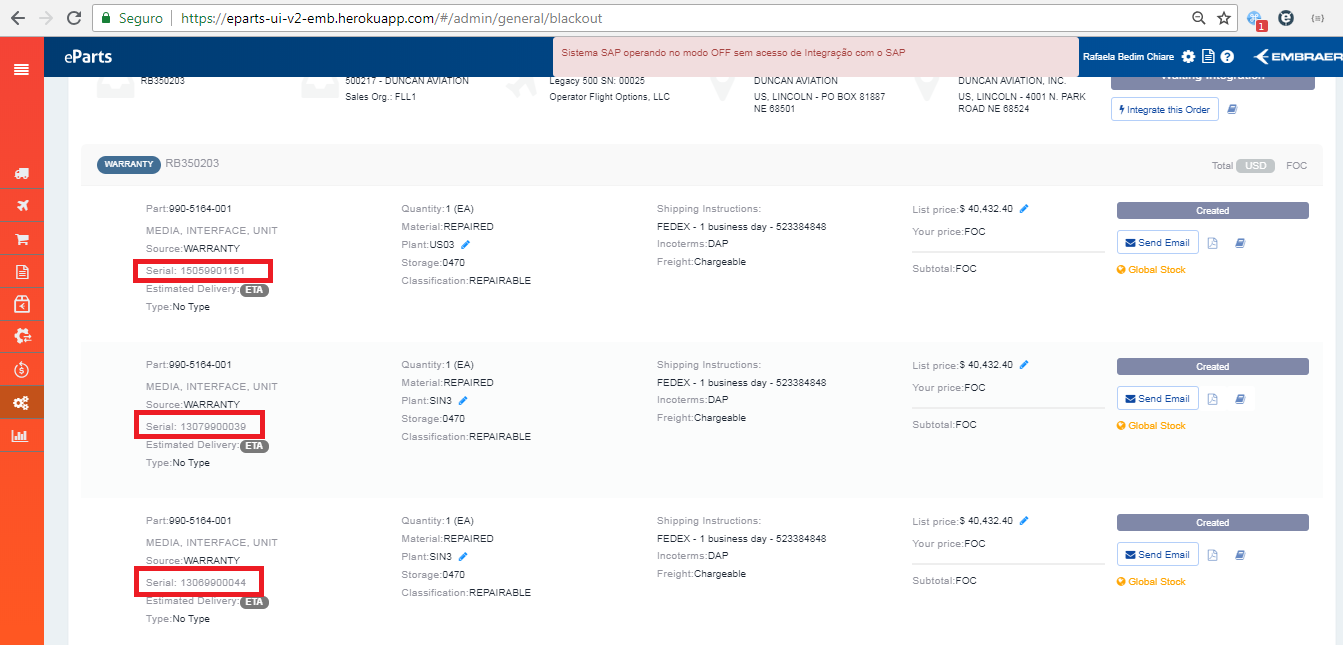 Seguro
https://eparts-ui-v2-emb.herokuapp.com/#/admin/general/blackout
1
eParts
Sistema SAP operando no modo OFF sem acesso de Integração com o SAP
Rafaela Bedim Chiare
EMBRAER
RB350203
500217 - DUNCAN AVIATION
Sales Org.: FLL1
Legacy 500 SN: 00025
Operator Flight Options, LLC
DUNCAN AVIATION
US, LINCOLN - PO BOX 81887
NE 68501
DUNCAN AVIATION, INC.
US, LINCOLN - 4001 N. PARK
ROAD NE 68524
Waiting Integration
Integrate this Order
WARRANTY RB350203
Total USD FOC
Part:990-5164-001
MEDIA, INTERFACE, UNIT
Source:WARRANTY
Serial: 15059901151
Estimated Delivery: ETA
Type:No Type
Quantity:1 (EA)
Material:REPAIRED
Plant:US03
Storage:0470
Classification:REPAIRABLE
Shipping Instructions:
FEDEX - 1 business day - 523384848
Incoterms:DAP
Freight:Chargeable
List price:$ 40,432.40
Your price:FOC
Subtotal:FOC
Created
Send Email
Global Stock
Part:990-5164-001
MEDIA, INTERFACE, UNIT
Source:WARRANTY
Serial: 13079900039
Estimated Delivery: ETA
Type:No Type
Quantity:1 (EA)
Material:REPAIRED
Plant:SIN3
Storage:0470
Classification:REPAIRABLE
Shipping Instructions:
FEDEX - 1 business day - 523384848
Incoterms:DAP
Freight:Chargeable
List price:$ 40,432.40
Your price:FOC
Subtotal:FOC
Created
Send Email
Global Stock
Part:990-5164-001
MEDIA, INTERFACE, UNIT
Source:WARRANTY
Serial: 13069900044
Estimated Delivery: ETA
Type:No Type
Quantity:1 (EA)
Material:REPAIRED
Plant:SIN3
Storage:0470
Classification:REPAIRABLE
Shipping Instructions:
FEDEX - 1 business day - 523384848
Incoterms:DAP
Freight:Chargeable
List price:$ 40,432.40
Your price:FOC
Subtotal:FOC
Created
Send Email
Global Stock